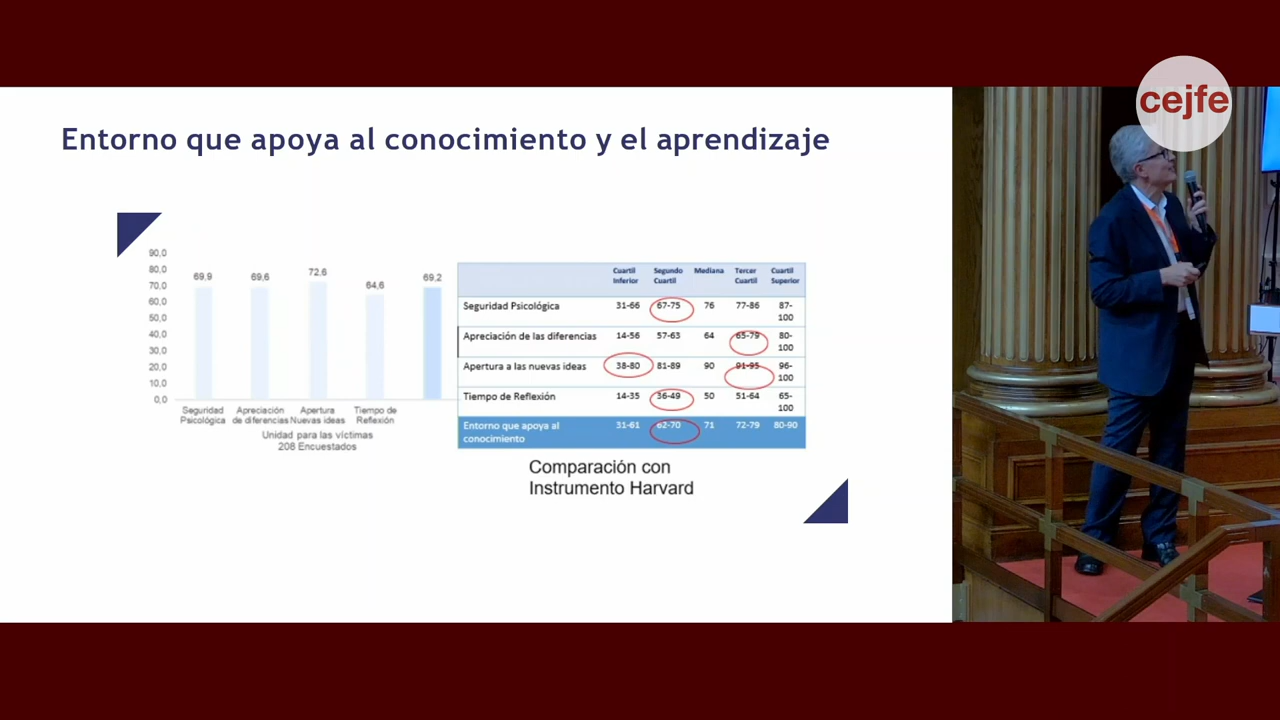 cejfe
Entorno que apoya al conocimiento y el aprendizaje
90,0
80,0
70,0
60,0
50,0
40,0
30,0
20,0
10,0
0,0
69,9
69,6
72,6
64,6
69,2
Seguridad Psicológica
Apreciación de diferencias
Apertura Nuevas ideas
Tiempo de Reflexión
Unidad para las víctimas
208 Encuestados
Cuartil Inferior Segundo Cuartil Mediana Tercer Cuartil Cuartil Superior
Seguridad Psicológica 31-66 67-75 76 77-86 87-100
Apreciación de las diferencias 14-56 57-63 64 65-79 80-100
Apertura a las nuevas ideas 38-80 81-89 90 91-95 96-100
Tiempo de Reflexión 14-35 36-49 50 51-64 65-100
Entorno que apoya al conocimiento 31-61 62-70 71 72-79 80-90
Comparación con
Instrumento Harvard